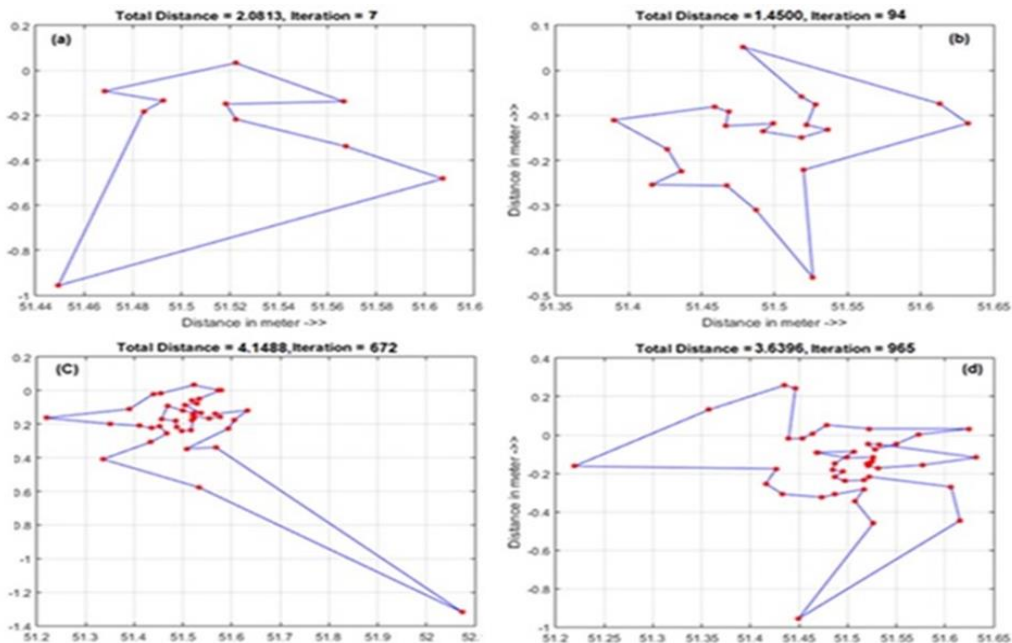 Total Distance = 2.0813, Iteration = 7
(a)
0.2
0
-0.2
-0.4
-0.6
-0.8
-1
51.44 51.46 51.48 51.5 51.52 51.54 51.56 51.58 51.6
Distance in meter ->>
Total Distance =1.4500, Iteration = 94
(b)
Distance in meter ->>
0.1
0
-0.1
-0.2
-0.3
-0.4
-0.5
51.35 51.4 51.45 51.5 51.55 51.6 51.65
Distance in meter ->>
Total Distance = 4.1488,Iteration = 672
(C)
0.2
0
0.2
0.4
0.6
0.8
-1
-1.2
-1.4
51.2 51.3 51.4 51.5 51.6 51.7 51.8 51.9 52
Total Distance =3.6396, Iteration = 965
(d)
Distance in meter ->>
0.4
0.2
0
-0.2
-0.4
-0.6
-0.8
-1
51.2 51.25 51.3 51.35 51.4 51.45 51.5 51.55 51.6 51.65